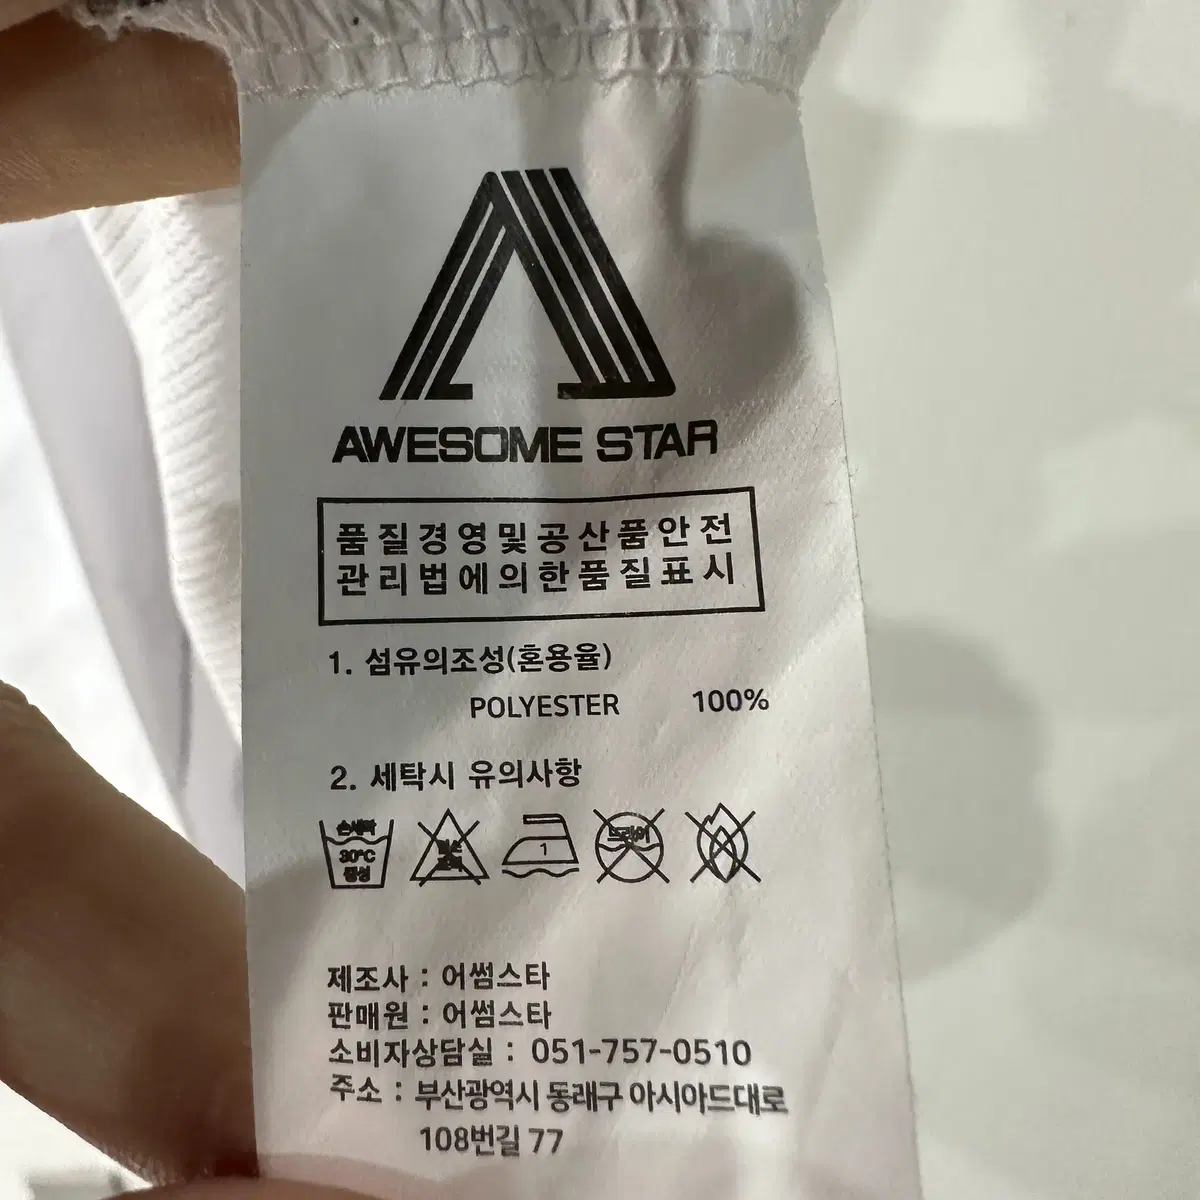 AWESOME STAR
품질경영및공산품안전
관리법에의한품질표시
1. 섬유의조성(혼용율)
POLYESTER 100%
2. 세탁시 유의사항
손세탁
30℃
중성
1
드라이
제조사 : 어썸스타
판매원 : 어썸스타
소비자상담실 : 051-757-0510
주소 : 부산광역시 동래구 아시아드대로
108번길 77